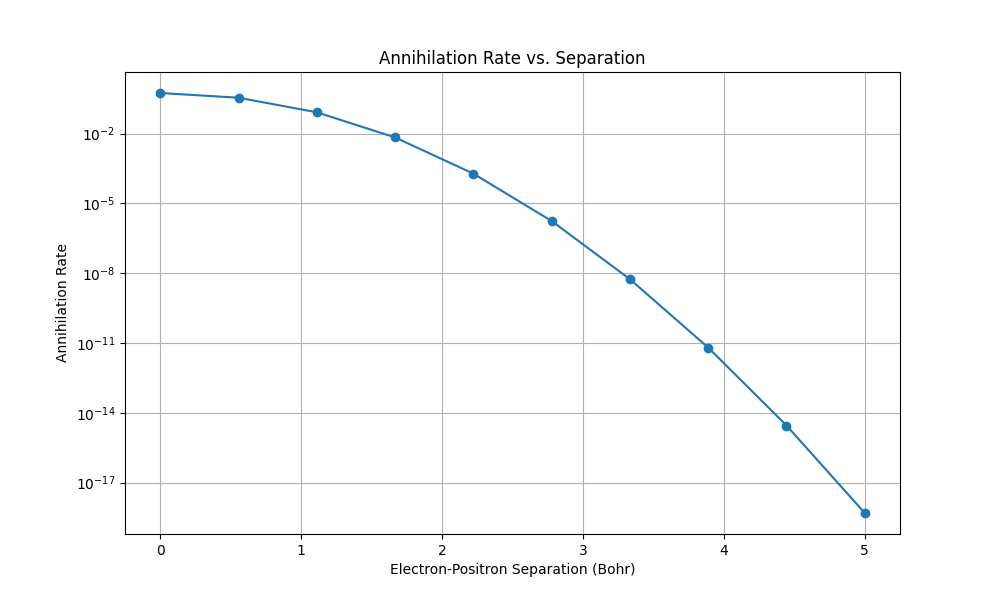 Annihilation Rate vs. Separation
Annihilation Rate
10⁻²
10⁻⁵
10⁻⁸
10⁻¹¹
10⁻¹⁴
10⁻¹⁷
0 1 2 3 4 5
Electron-Positron Separation (Bohr)